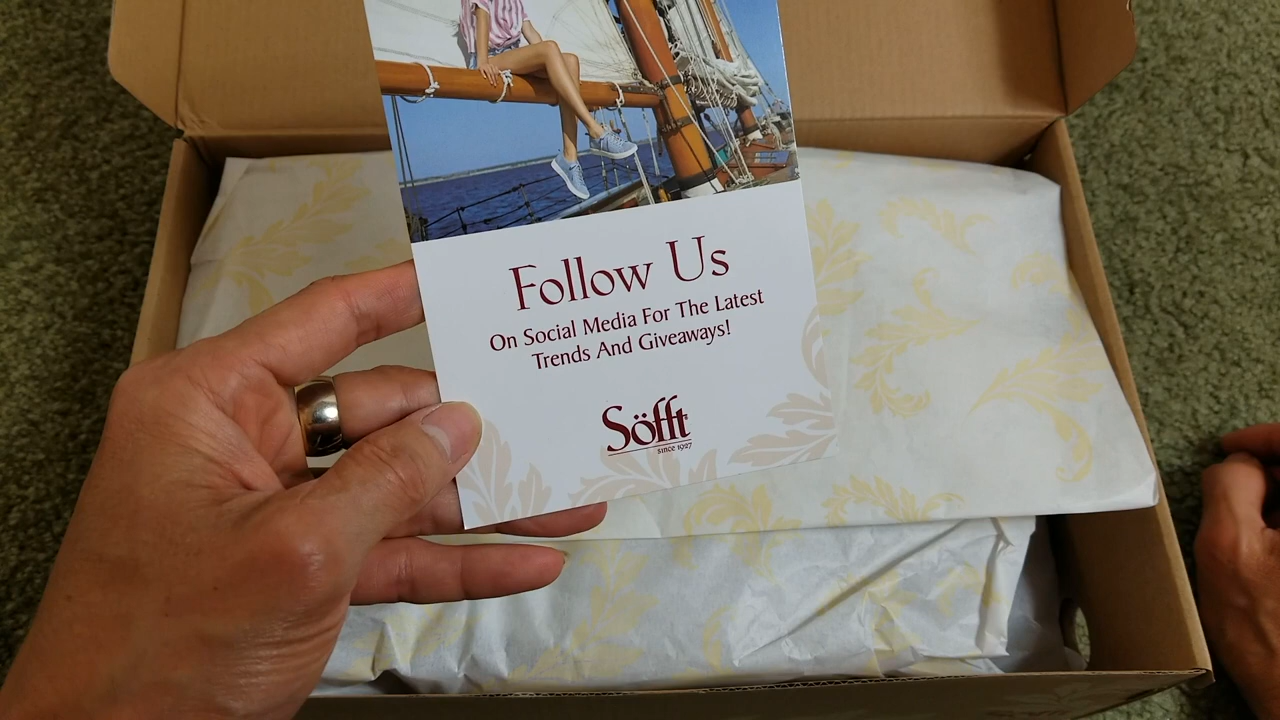 Follow Us
On Social Media For The Latest
Trends And Giveaways!
Söfft
since 1927